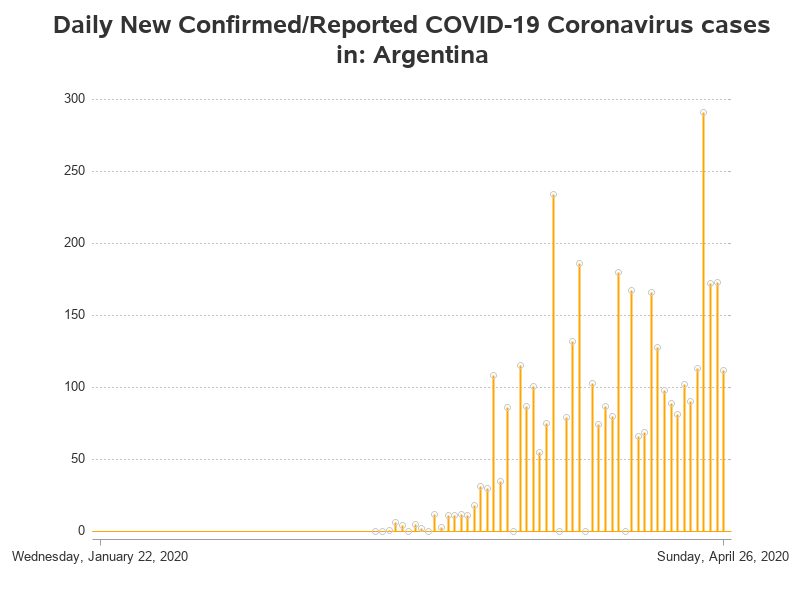 Daily New Confirmed/Reported COVID-19 Coronavirus cases
in: Argentina
300
250
200
150
100
50
0
Wednesday, January 22, 2020 Sunday, April 26, 2020